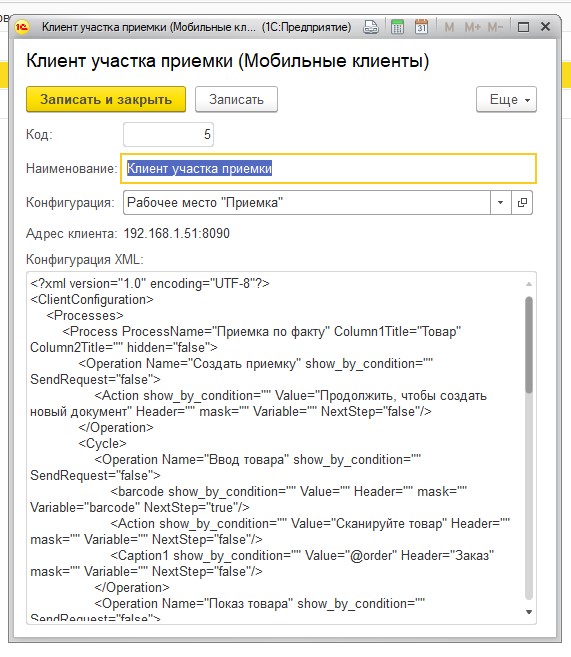 1С Клиент участка приемки (Мобильные кл... (1С:Предприятие) 31 M M+ M-
Клиент участка приемки (Мобильные клиенты)
Записать и закрыть Записать Еще
Код: 5
Наименование: Клиент участка приемки
Конфигурация: Рабочее место "Приемка"
Адрес клиента: 192.168.1.51:8090
Конфигурация XML:
<?xml version="1.0" encoding="UTF-8"?>
<ClientConfiguration>
<Processes>
<Process ProcessName="Приемка по факту" Column1Title="Товар"
Column2Title="" hidden="false">
<Operation Name="Создать приемку" show_by_condition=""
SendRequest="false">
<Action show_by_condition="" Value="Продолжить, чтобы создать
новый документ" Header="" mask="" Variable="" NextStep="false"/>
</Operation>
<Cycle>
<Operation Name="Ввод товара" show_by_condition=""
SendRequest="false">
<barcode show_by_condition="" Value="" Header="" mask=""
Variable="barcode" NextStep="true"/>
<Action show_by_condition="" Value="Сканируйте товар" Header=""
mask="" Variable="" NextStep="false"/>
<Caption1 show_by_condition="" Value="@order" Header="Заказ"
mask="" Variable="" NextStep="false"/>
</Operation>
<Operation Name="Показ товара" show_by_condition=""
SendRequest="false">